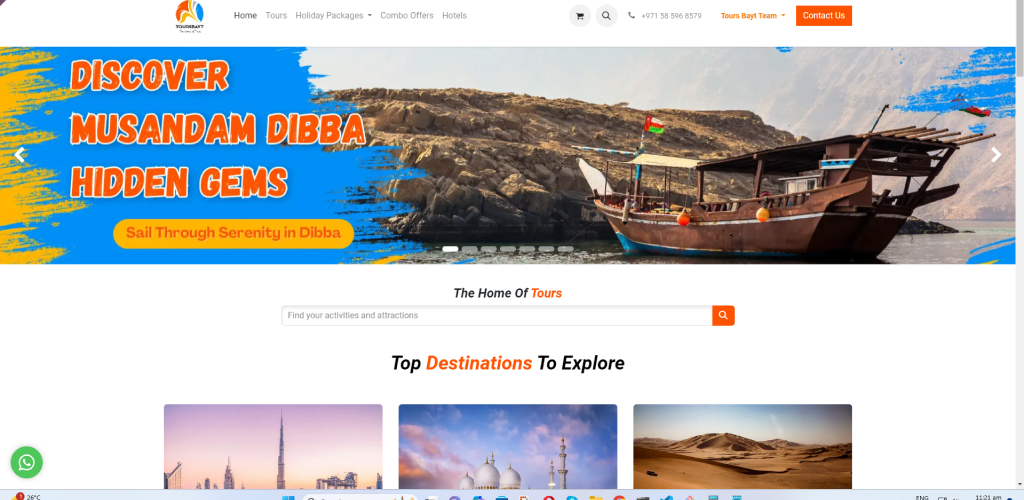 TOURSBAYT
Home Tours Holiday Packages Combo Offers Hotels
+971 58 596 8579
Tours Bayt Team
Contact Us
DISCOVER
MUSANDAM DIBBA
HIDDEN GEMS
Sail Through Serenity in Dibba
The Home Of Tours
Find your activities and attractions
Top Destinations To Explore
26°C
ENG
11:21 am